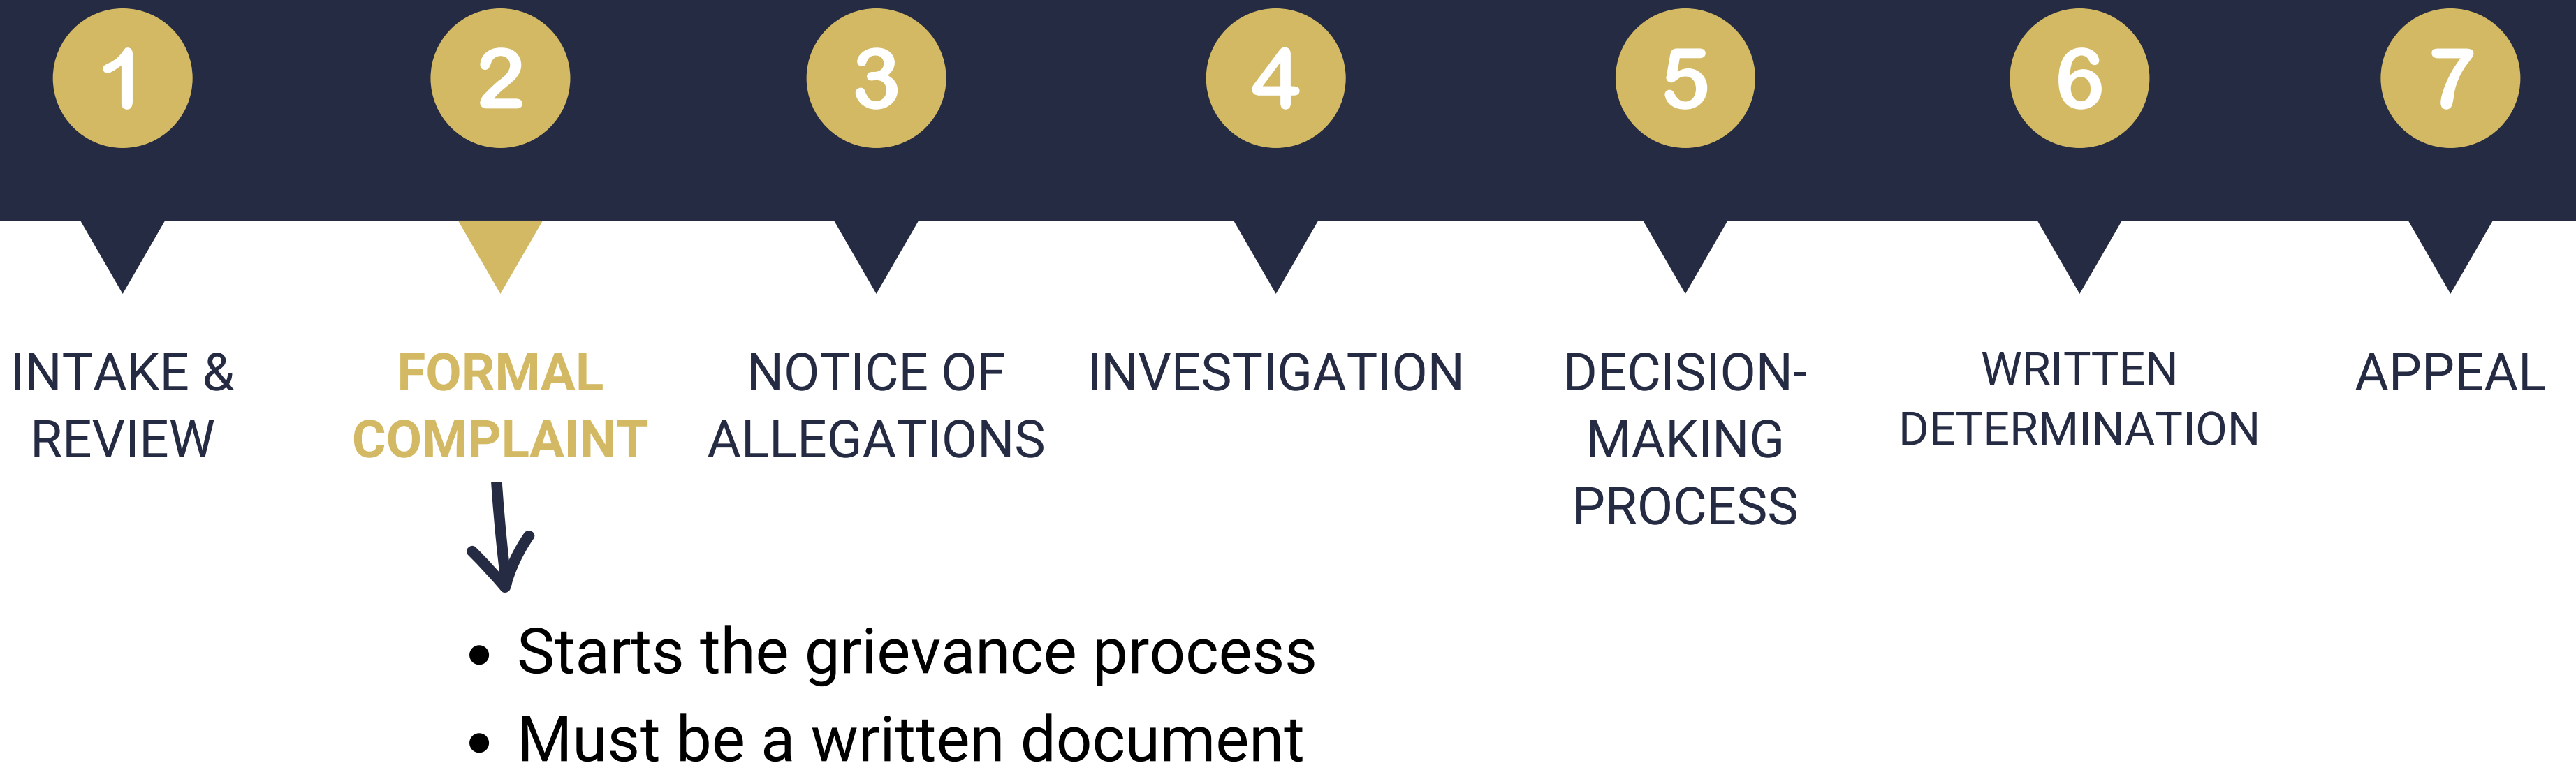 1
2
3
4
5
6
7
INTAKE &
REVIEW
FORMAL
COMPLAINT
NOTICE OF
ALLEGATIONS
INVESTIGATION
DECISION-
MAKING
PROCESS
WRITTEN
DETERMINATION
APPEAL
• Starts the grievance process
• Must be a written document